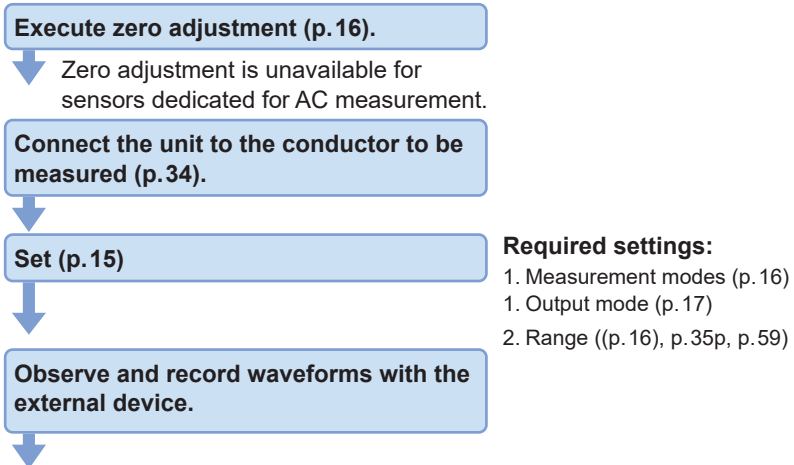 Execute zero adjustment (p. 16).
Zero adjustment is unavailable for
sensors dedicated for AC measurement.
Connect the unit to the conductor to be
measured (p. 34).
Set (p. 15)
Required settings:
1. Measurement modes (p. 16)
1. Output mode (p. 17)
2. Range ((p. 16), p. 35p, p. 59)
Observe and record waveforms with the
external device.